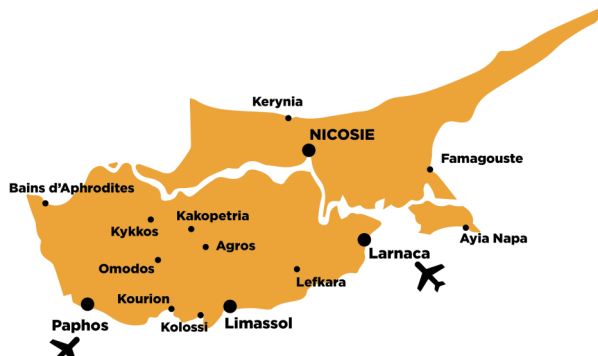 Kerynia
NICOSIE
Famagouste
Bains d'Aphrodites
Kakopetria
Kykkos
Agros
Ayia Napa
Larnaca
Omodos
Lefkara
Kourion
Paphos
Kolossi
Limassol